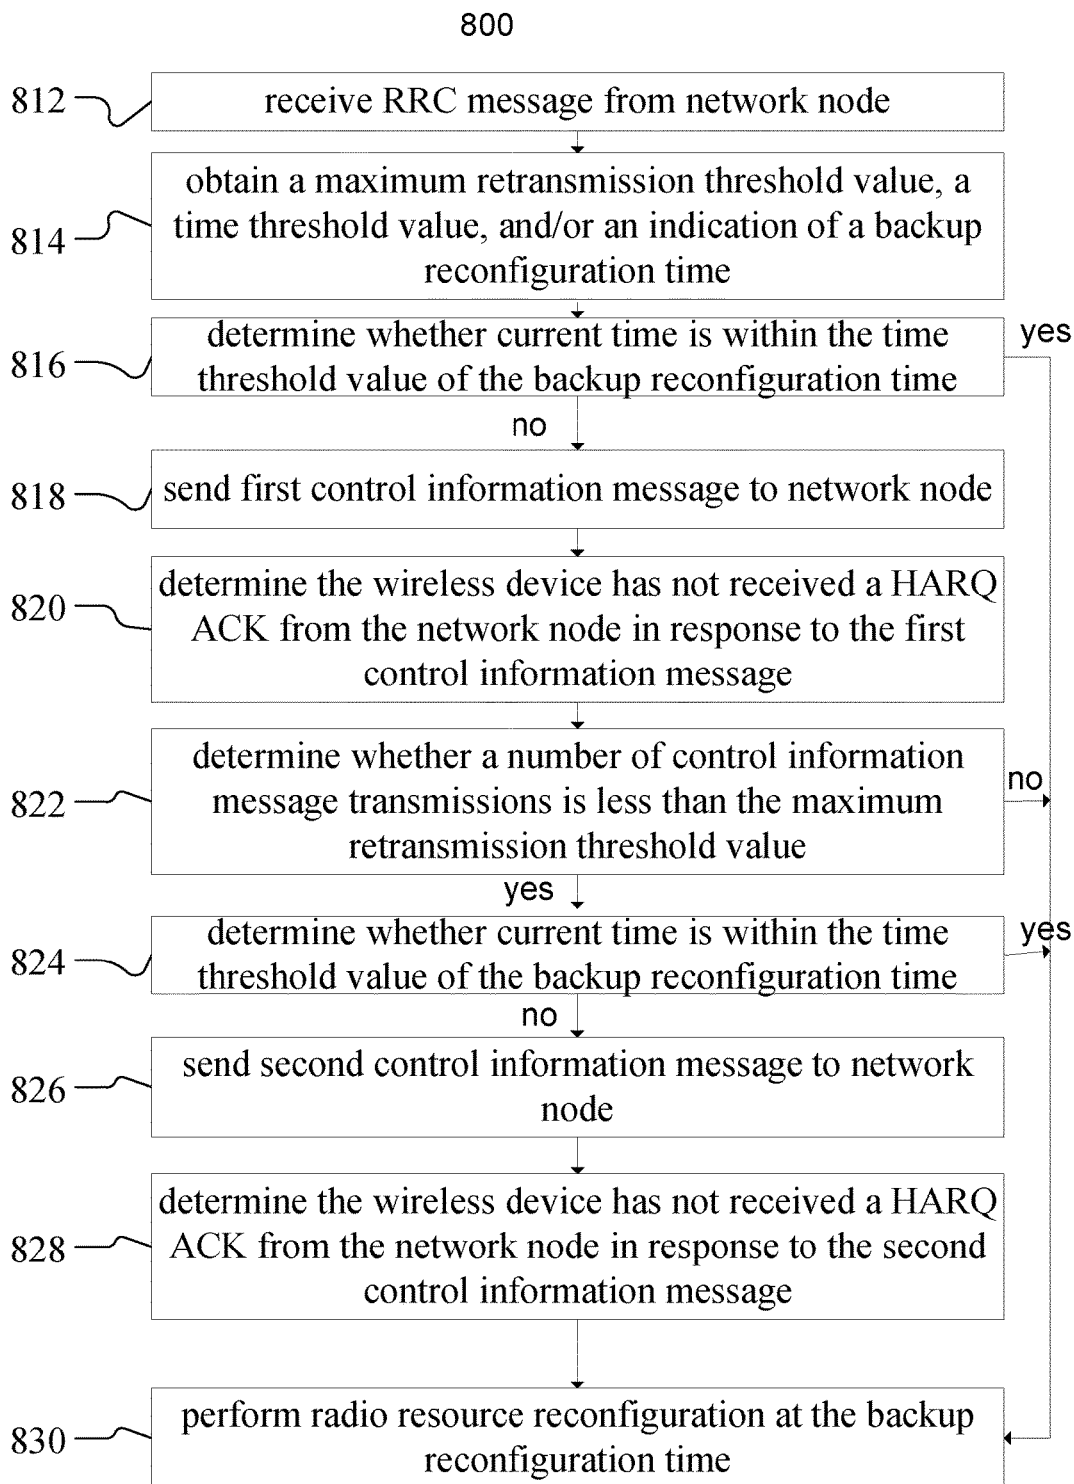 800
812
receive RRC message from network node
814
obtain a maximum retransmission threshold value, a
time threshold value, and/or an indication of a backup
reconfiguration time
816
determine whether current time is within the time
threshold value of the backup reconfiguration time
yes
no
818
send first control information message to network node
820
determine the wireless device has not received a HARQ
ACK from the network node in response to the first
control information message
822
determine whether a number of control information
message transmissions is less than the maximum
retransmission threshold value
no
yes
824
determine whether current time is within the time
threshold value of the backup reconfiguration time
yes
no
826
send second control information message to network
node
828
determine the wireless device has not received a HARQ
ACK from the network node in response to the second
control information message
830
perform radio resource reconfiguration at the backup
reconfiguration time